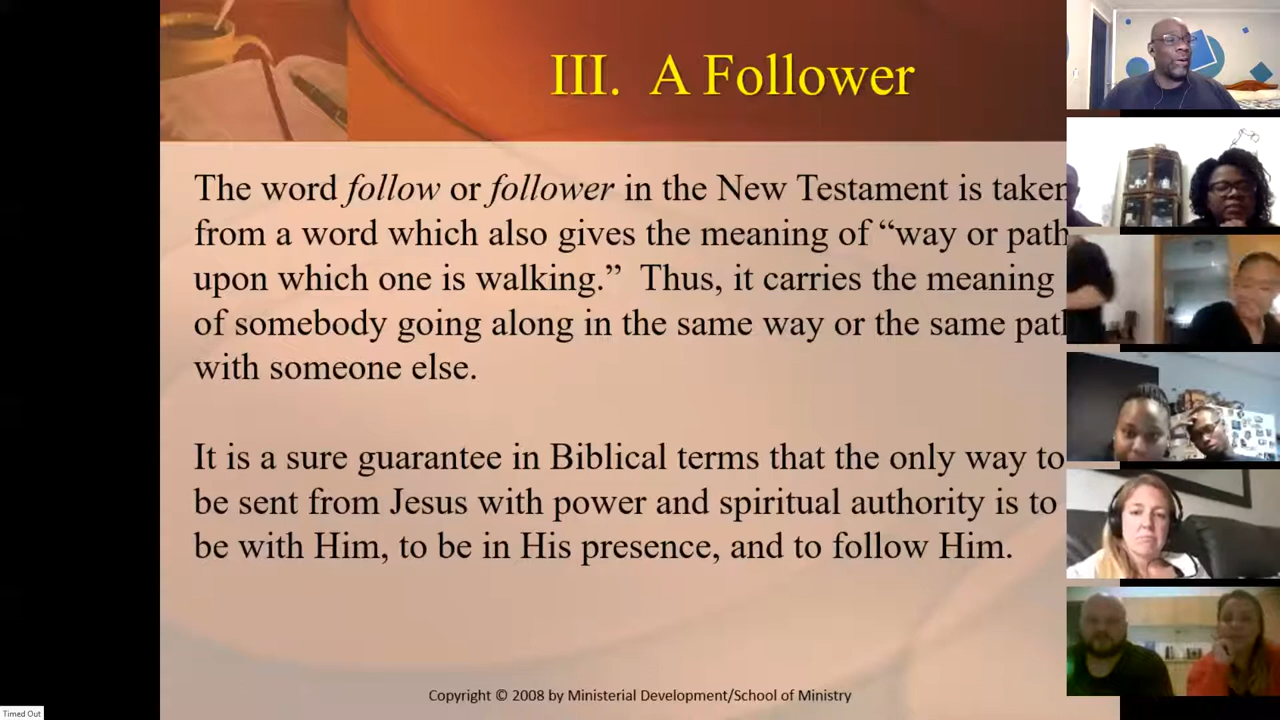 III. A Follower
The word follow or follower in the New Testament is taken
from a word which also gives the meaning of “way or path
upon which one is walking.” Thus, it carries the meaning
of somebody going along in the same way or the same path
with someone else.
It is a sure guarantee in Biblical terms that the only way to
be sent from Jesus with power and spiritual authority is to
be with Him, to be in His presence, and to follow Him.
Copyright © 2008 by Ministerial Development/School of Ministry
Timed Out